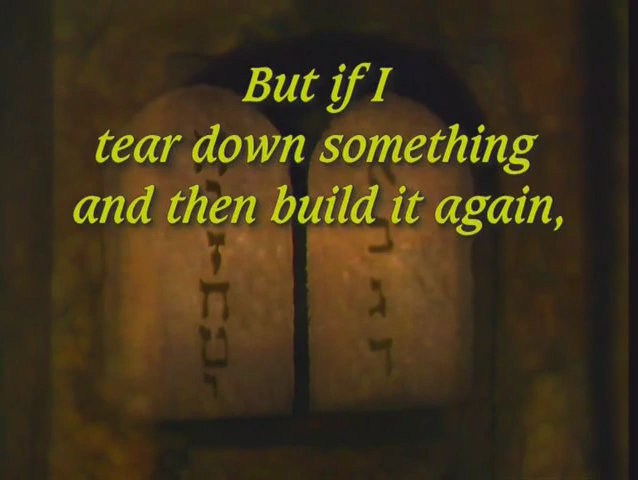 But if I
tear down something
and then build it again,
ב
ג
ד
ז
ח
ט
י